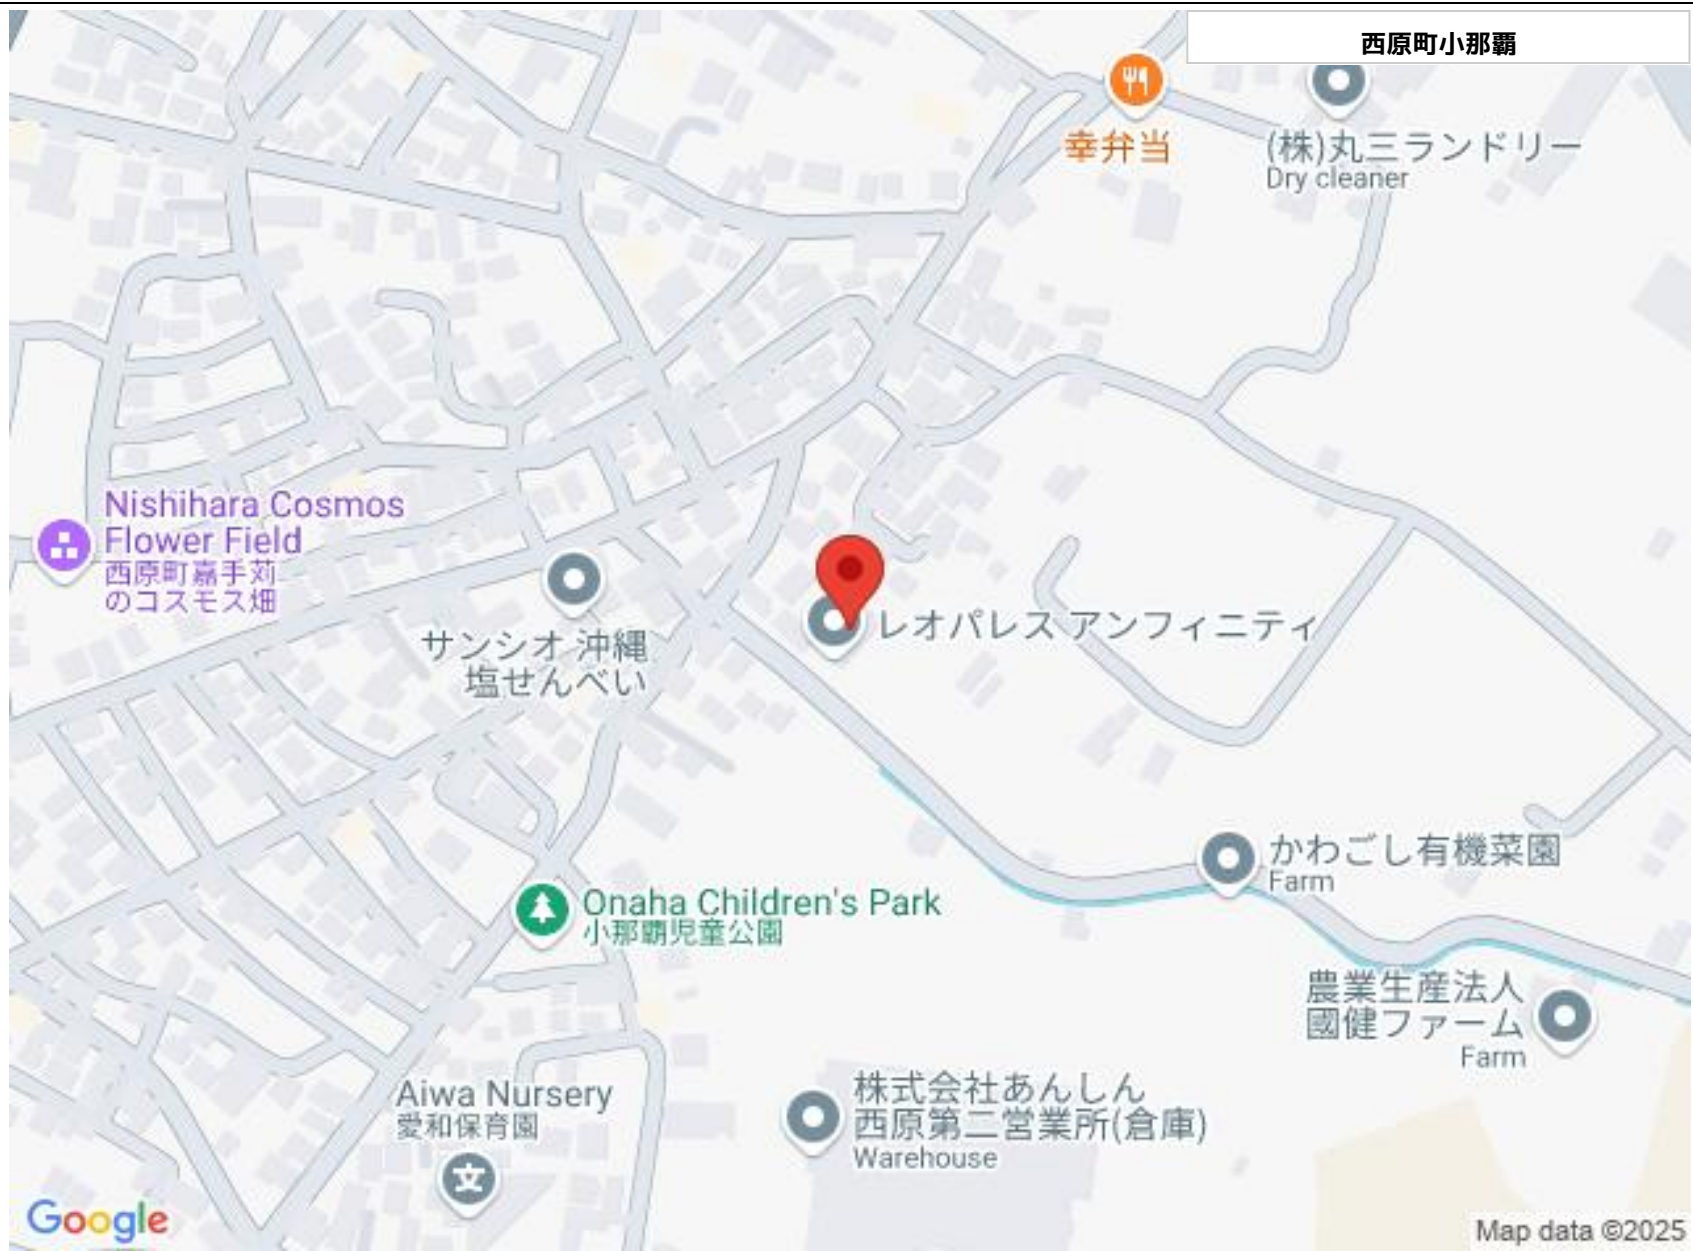 西原町小那覇
幸弁当
(株)丸三ランドリー
Dry cleaner
Nishihara Cosmos
Flower Field
西原町嘉手苅
のコスモス畑
サンシオ 沖縄
塩せんべい
レオパレス アンフィニティ
かわごし有機菜園
Farm
Onaha Children's Park
小那覇児童公園
農業生産法人
國健ファーム
Farm
Aiwa Nursery
愛和保育園
文
株式会社あんしん
西原第二営業所(倉庫)
Warehouse
Google
Map data ©2025